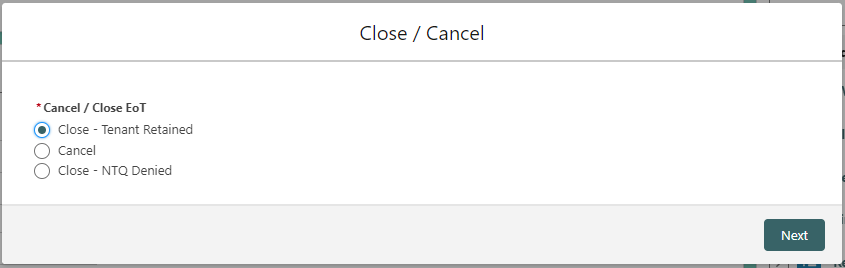 Close / Cancel
*Cancel / Close EoT
Close - Tenant Retained
Cancel
Close - NTQ Denied
Next